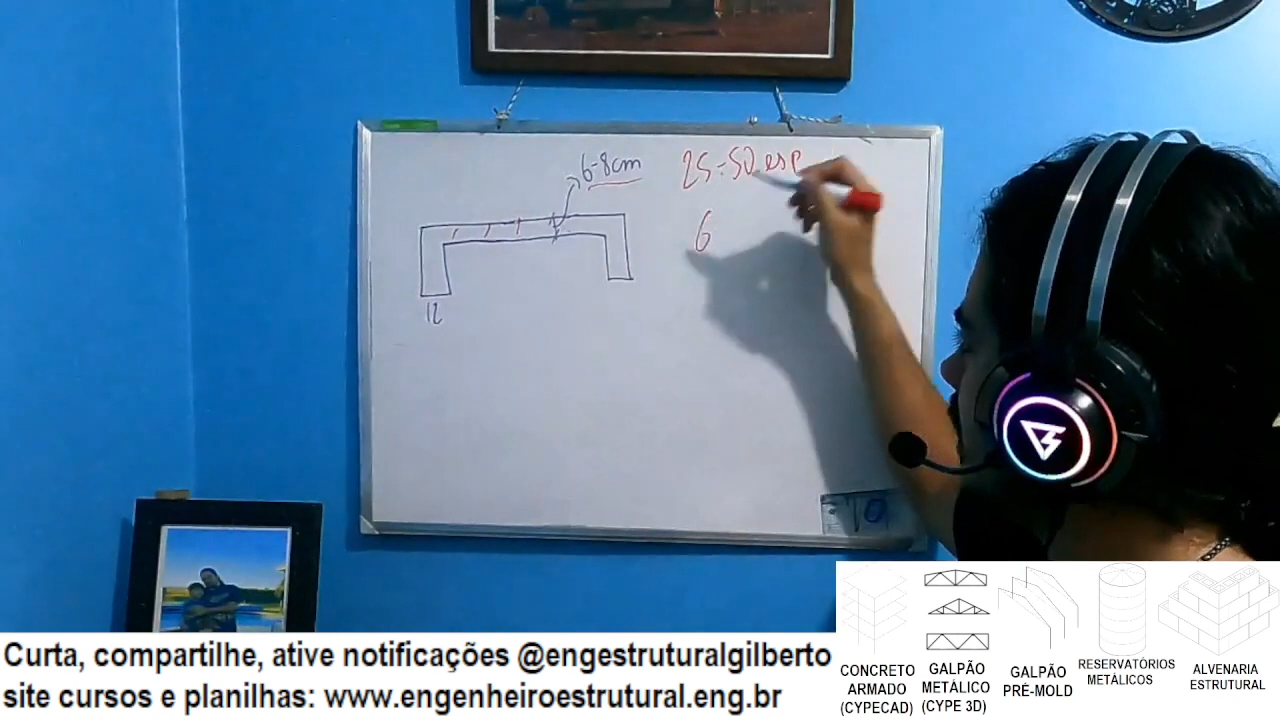 6-8cm
25-50 esp
6
12
Curta, compartilhe, ative notificações @engestruturalgilberto
site cursos e planilhas: www.engenheiroestrutural.eng.br
CONCRETO
ARMADO
(CYPECAD)
GALPÃO
METÁLICO
(CYPE 3D)
GALPÃO
PRÉ-MOLD
RESERVATÓRIOS
METÁLICOS
ALVENARIA
ESTRUTURAL